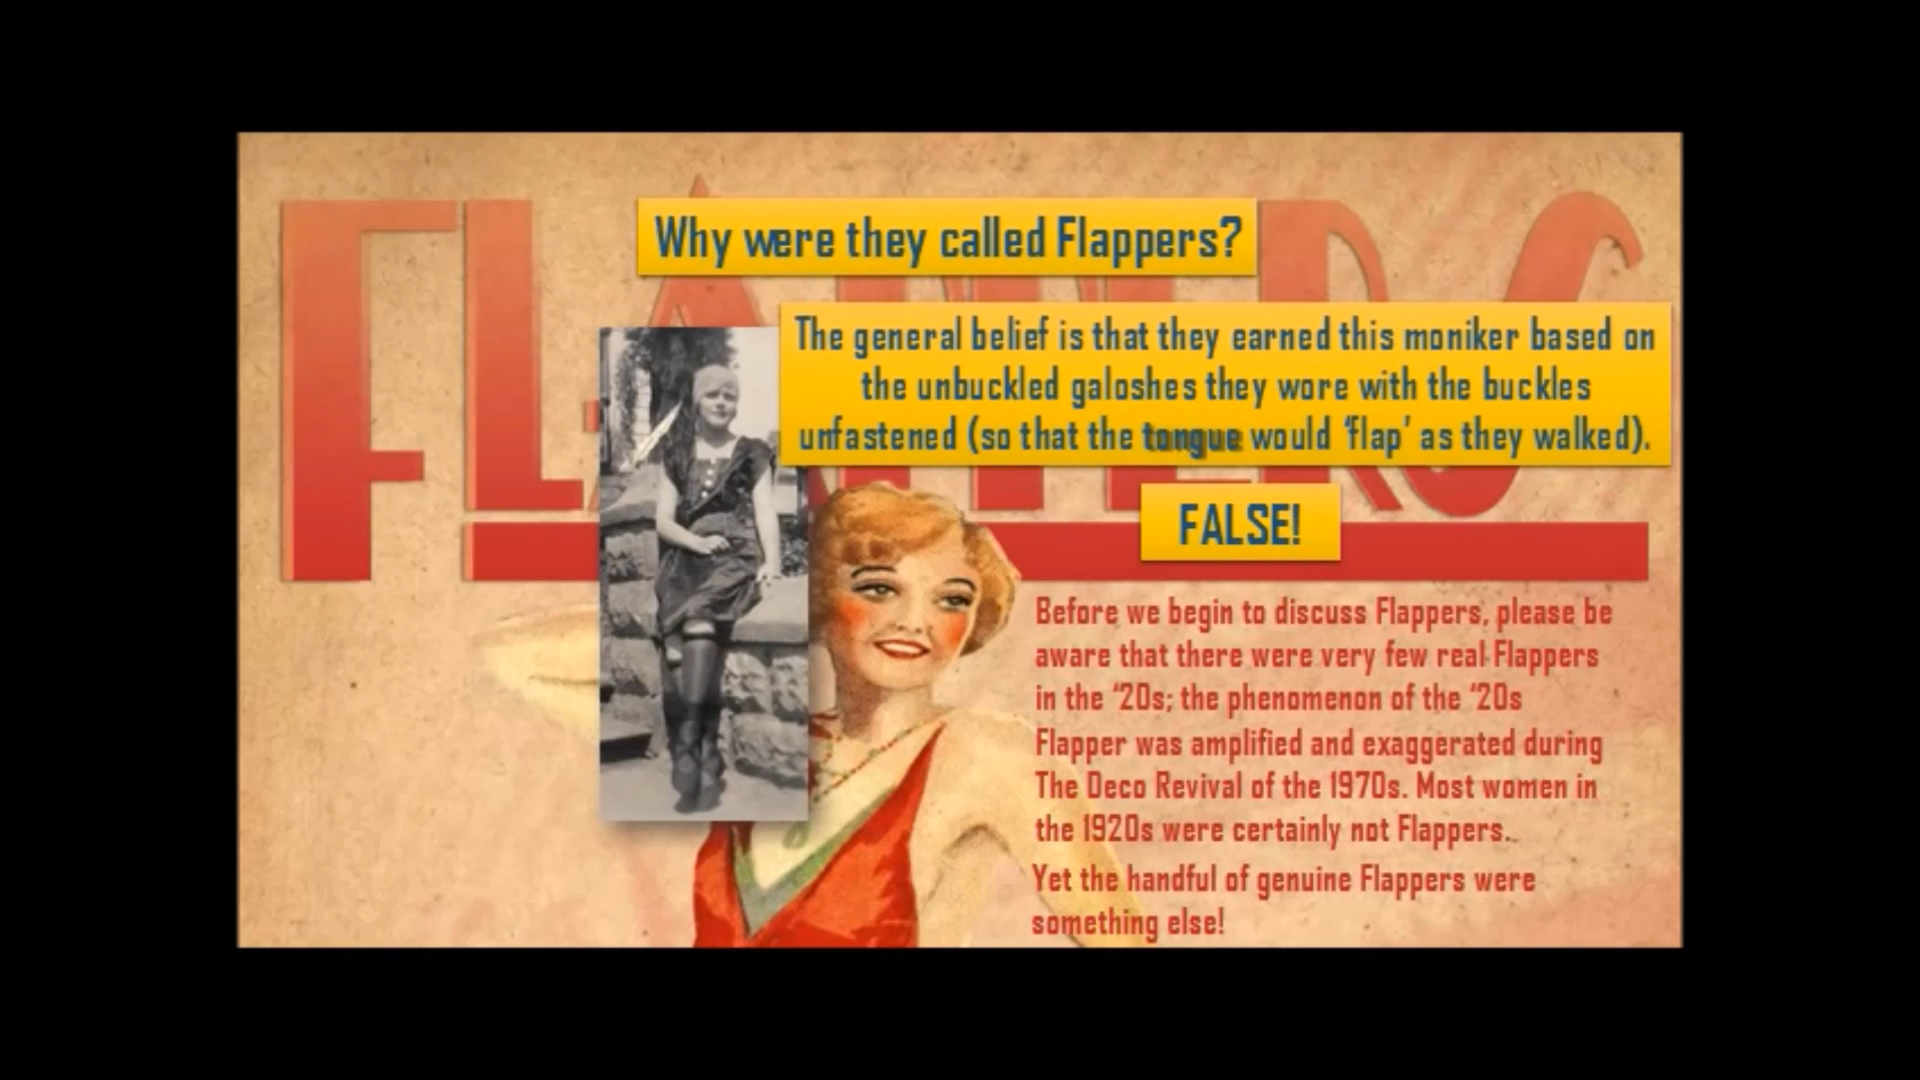 FLAPPERS
Why were they called Flappers?
The general belief is that they earned this moniker based on
the unbuckled galoshes they wore with the buckles
unfastened (so that the tongue would 'flap' as they walked).
FALSE!
Before we begin to discuss Flappers, please be
aware that there were very few real Flappers
in the '20s; the phenomenon of the '20s
Flapper was amplified and exaggerated during
The Deco Revival of the 1970s. Most women in
the 1920s were certainly not Flappers..
Yet the handful of genuine Flappers were
something else!